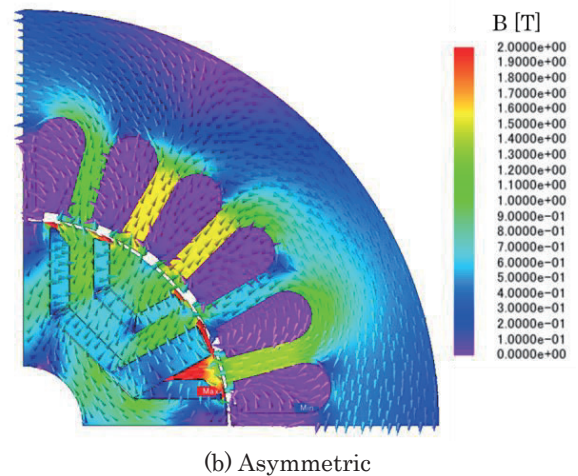 B [T]
2.0000e+00
1.9000e+00
1.8000e+00
1.7000e+00
1.6000e+00
1.5000e+00
1.4000e+00
1.3000e+00
1.2000e+00
1.1000e+00
1.0000e+00
9.0000e-01
8.0000e-01
7.0000e-01
6.0000e-01
5.0000e-01
4.0000e-01
3.0000e-01
2.0000e-01
1.0000e-01
0.0000e+00
Max
Min
(b) Asymmetric